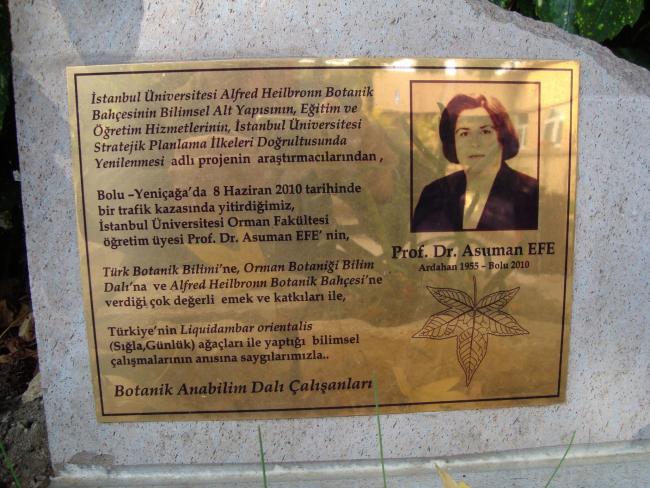 İstanbul Üniversitesi Alfred Heilbronn Botanik
Bahçesinin Bilimsel Alt Yapısının, Eğitim ve
Öğretim Hizmetlerinin, İstanbul Üniversitesi
Stratejik Planlama İlkeleri Doğrultusunda
Yenilenmesi adlı projenin araştırmacılarından ,
Bolu –Yeniçağa'da 8 Haziran 2010 tarihinde
bir trafik kazasında yitirdiğimiz,
İstanbul Üniversitesi Orman Fakültesi
öğretim üyesi Prof. Dr. Asuman EFE' nin,
Türk Botanik Bilimi'ne, Orman Botaniği Bilim
Dalı'na ve Alfred Heilbronn Botanik Bahçesi'ne
verdiği çok değerli emek ve katkıları ile,
Türkiye'nin Liquidambar orientalis
(Sığla,Günlük) ağaçları ile yaptığı bilimsel
çalışmalarının anısına saygılarımızla..
Botanik Anabilim Dalı Çalışanları
Prof. Dr. Asuman EFE
Ardahan 1955 – Bolu 2010